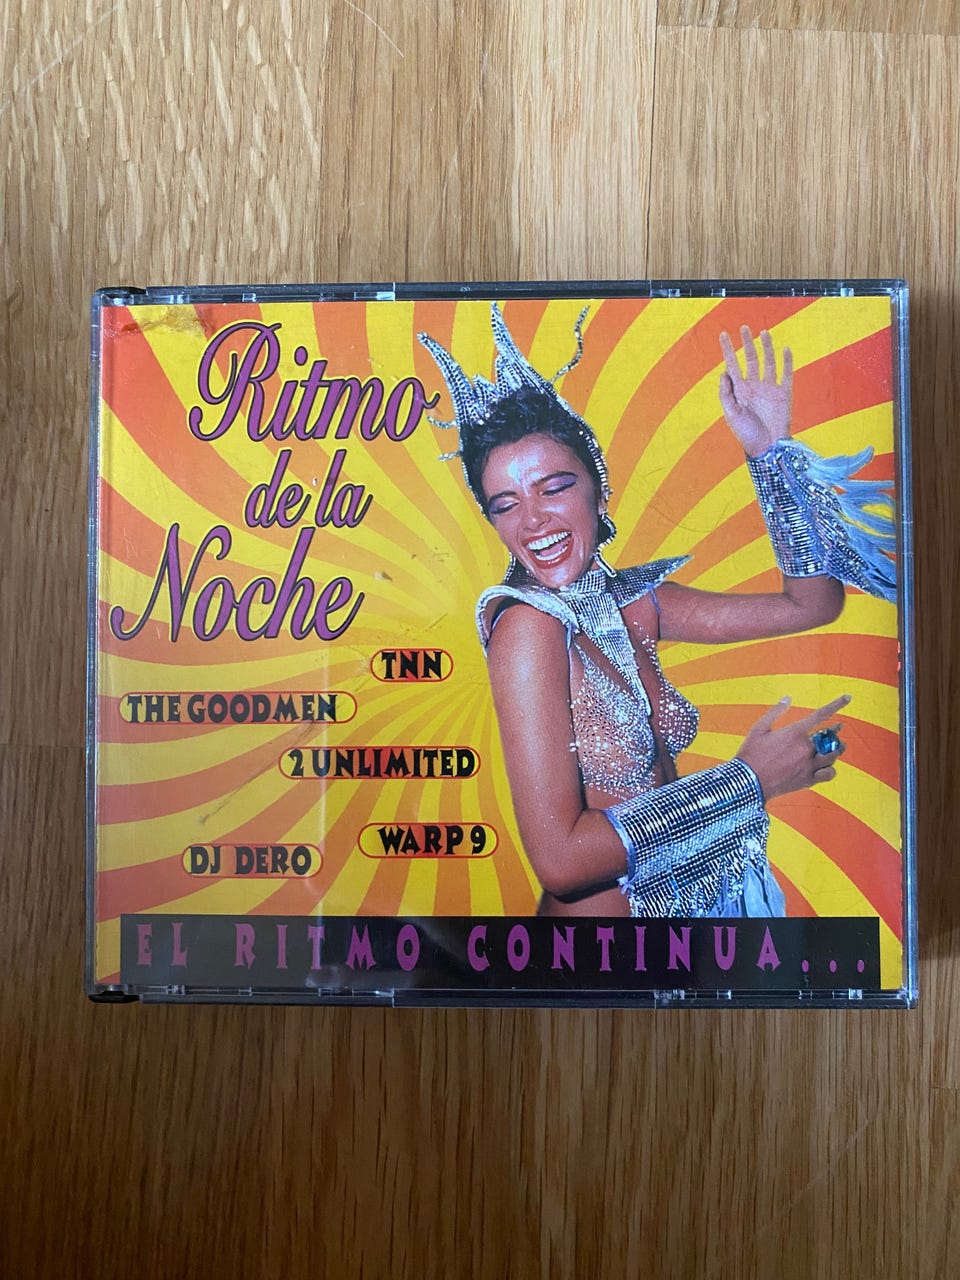 Ritmo
de la
Noche
TNN
THE GOODMEN
2 UNLIMITED
WARP 9
DJ DERO
EL RITMO CONTINUA...